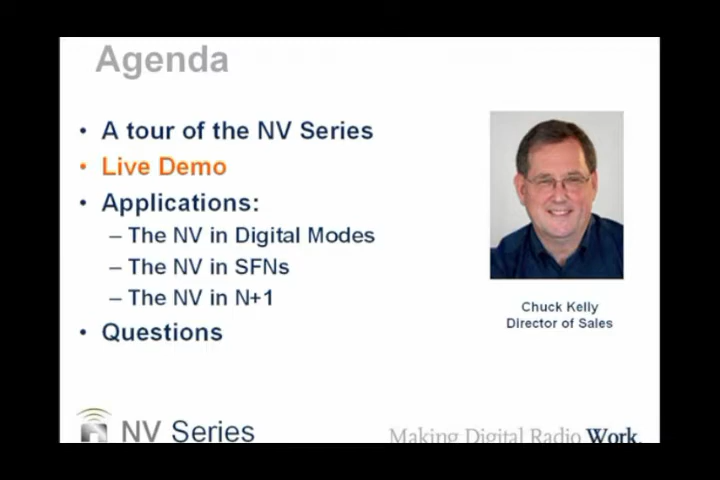 Agenda
• A tour of the NV Series
• Live Demo
• Applications:
– The NV in Digital Modes
– The NV in SFNs
– The NV in N+1
• Questions
Chuck Kelly
Director of Sales
NV Series
Making Digital Radio Work.